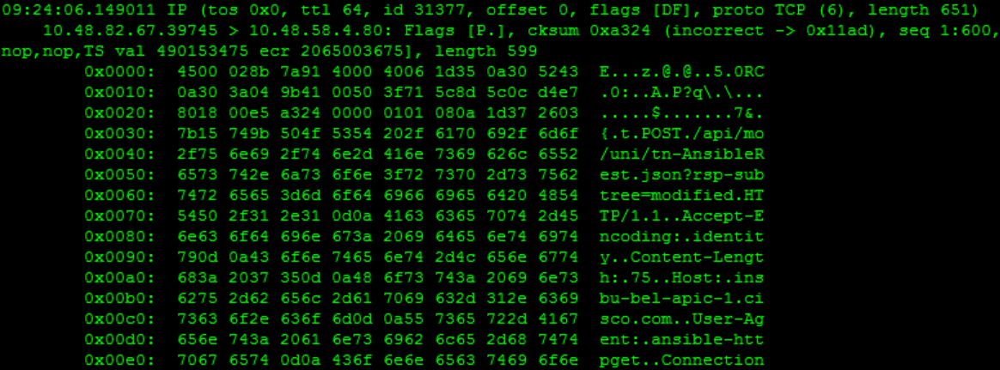 09:24:06.149011 IP (tos 0x0, ttl 64, id 31377, offset 0, flags [DF], proto TCP (6), length 651)
10.48.82.67.39745 > 10.48.58.4.80: Flags [P.], cksum 0xa324 (incorrect -> 0x11ad), seq 1:600,
nop,nop,TS val 490153475 ecr 2065003675], length 599
0x0000: 4500 028b 7a91 4000 4006 1d35 0a30 5243 E...z.@.@..5.0RC
0x0010: 0a30 3a04 9b41 0050 3f71 5c8d 5c0c d4e7 .0:..A.P?q\.\...
0x0020: 8018 00e5 a324 0000 0101 080a 1d37 2603 .....$.......7&.
0x0030: 7b15 749b 504f 5354 202f 6170 692f 6d6f {.t.POST./api/mo
0x0040: 2f75 6e69 2f74 6e2d 416e 7369 626c 6552 /uni/tn-AnsibleR
0x0050: 6573 742e 6a73 6f6e 3f72 7370 2d73 7562 est.json?rsp-sub
0x0060: 7472 6565 3d6d 6f64 6966 6965 6420 4854 tree=modified.HT
0x0070: 5450 2f31 2e31 0d0a 4163 6365 7074 2d45 TP/1.1..Accept-E
0x0080: 6e63 6f64 696e 673a 2069 6465 6e74 6974 ncoding:.identit
0x0090: 790d 0a43 6f6e 7465 6e74 2d4c 656e 6774 y..Content-Lengt
0x00a0: 683a 2037 350d 0a48 6f73 743a 2069 6e73 h:.75..Host:.ins
0x00b0: 6275 2d62 656c 2d61 7069 632d 312e 6369 bu-bel-apic-1.ci
0x00c0: 7363 6f2e 636f 6d0d 0a55 7365 722d 4167 sco.com..User-Ag
0x00d0: 656e 743a 2061 6e73 6962 6c65 2d68 7474 ent:.ansible-htt
0x00e0: 7067 6574 0d0a 436f 6e6e 6563 7469 6f6e pget..Connection